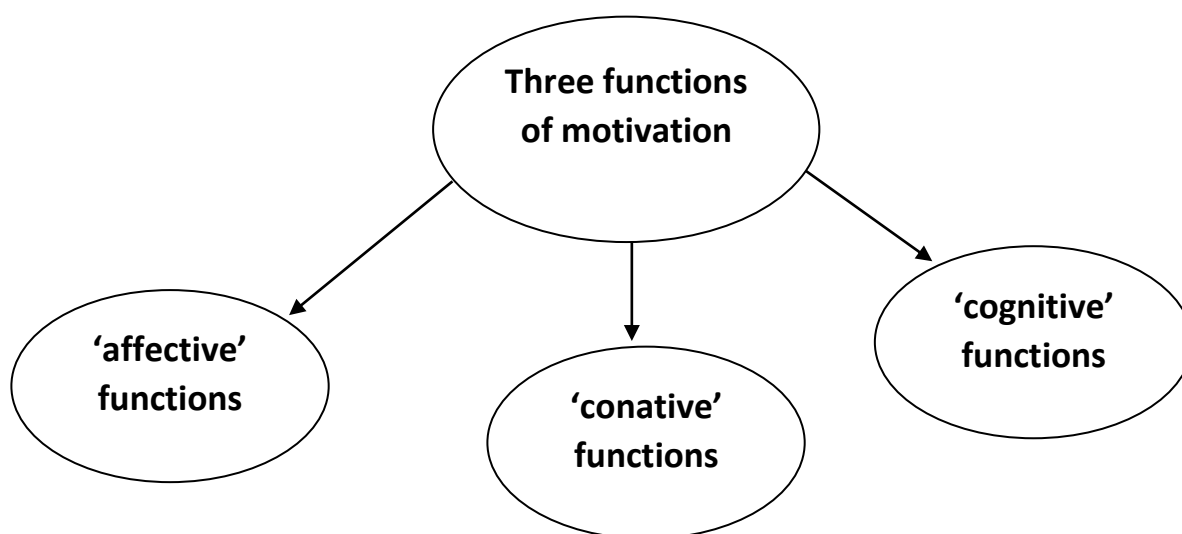 Three functions
of motivation
‘affective’
functions
‘conative’
functions
‘cognitive’
functions